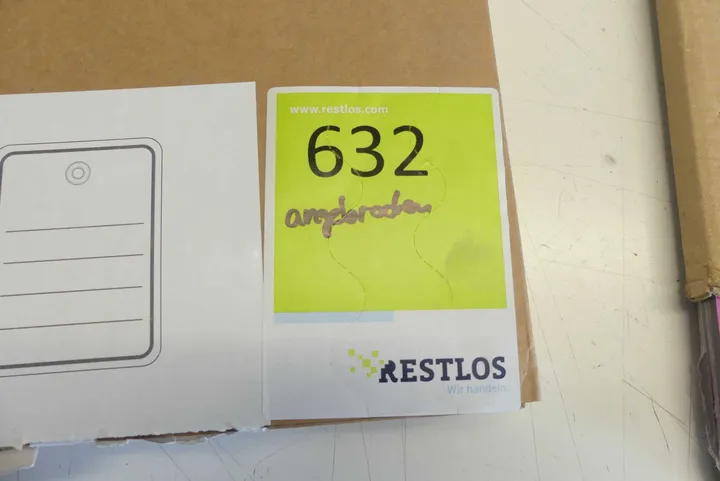 www.restlos.com
632
angebrochen
RESTLOS
Wir handeln.